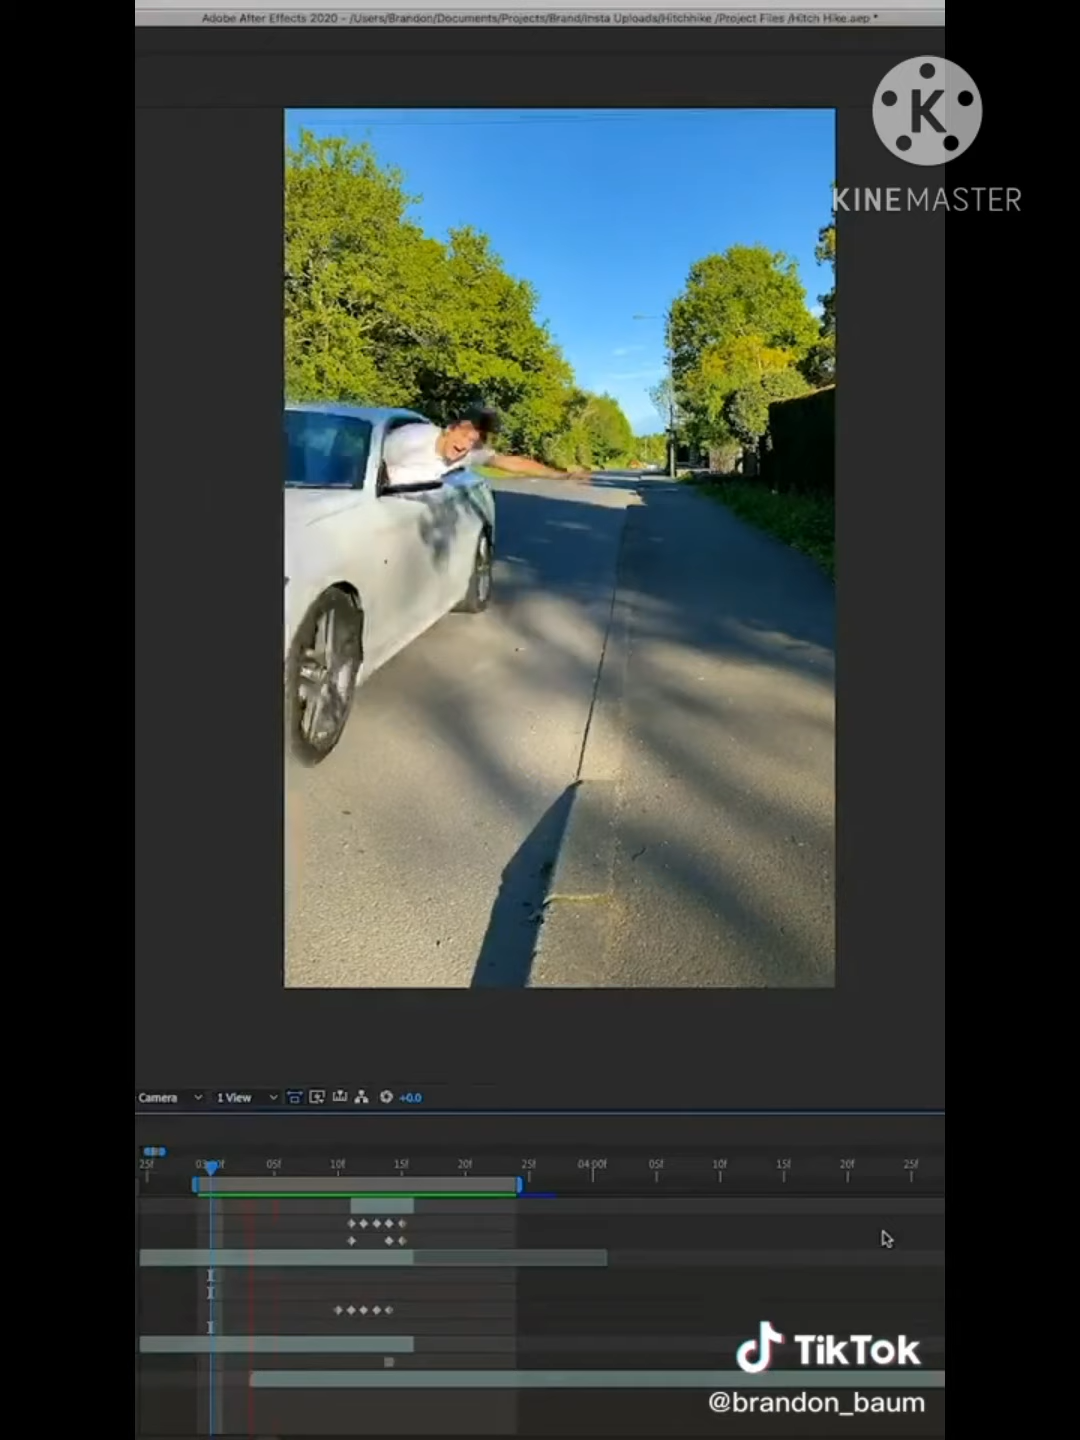 Adobe After Effects 2020 - /Users/Brandon/Documents/Projects/Brand/Insta Uploads/Hitchhike /Project Files /Hitch Hike.aep *
K
KINEMASTER
Camera
1 View
+0.0
25f
03:00f
05f
10f
15f
20f
25f
04:00f
05f
10f
15f
20f
25f
TikTok
@brandon_baum